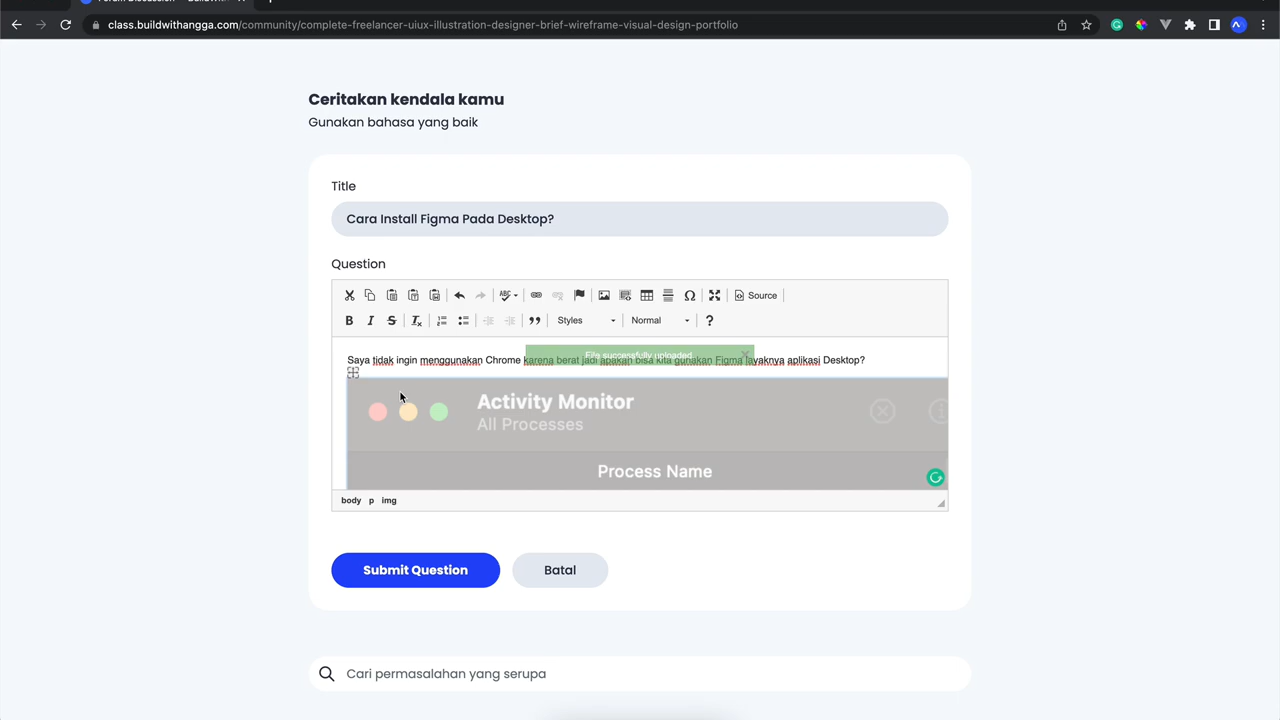 class.buildwithangga.com/community/complete-freelancer-uiux-illustration-designer-brief-wireframe-visual-design-portfolio
Ceritakan kendala kamu
Gunakan bahasa yang baik
Title
Cara Install Figma Pada Desktop?
Question
Source
Styles
Normal
?
File successfully uploaded
Saya tidak ingin menggunakan Chrome karena berat jadi apakah bisa kita gunakan Figma layaknya aplikasi Desktop?
Activity Monitor
All Processes
Process Name
body p img
Submit Question Batal
Cari permasalahan yang serupa